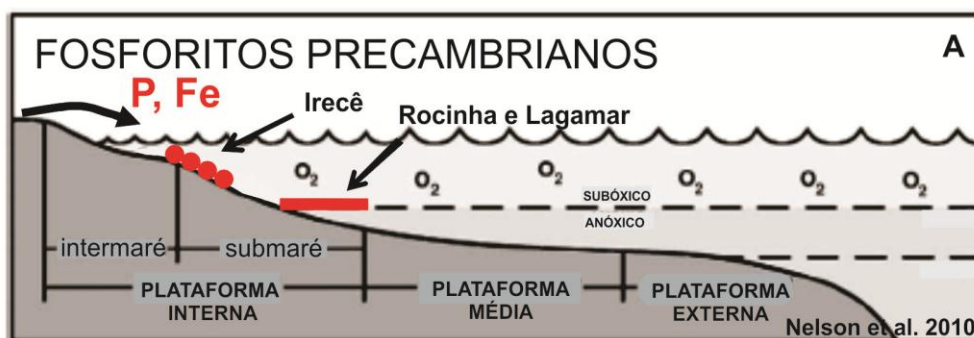 FOSFORITOS PRECAMBRIANOS
A
P, Fe
Irecê
Rocinha e Lagamar
O₂ O₂ O₂ O₂ O₂ O₂
SUBÓXICO
ANÓXICO
intermaré submaré
PLATAFORMA INTERNA
PLATAFORMA MÉDIA
PLATAFORMA EXTERNA
Nelson et al. 2010